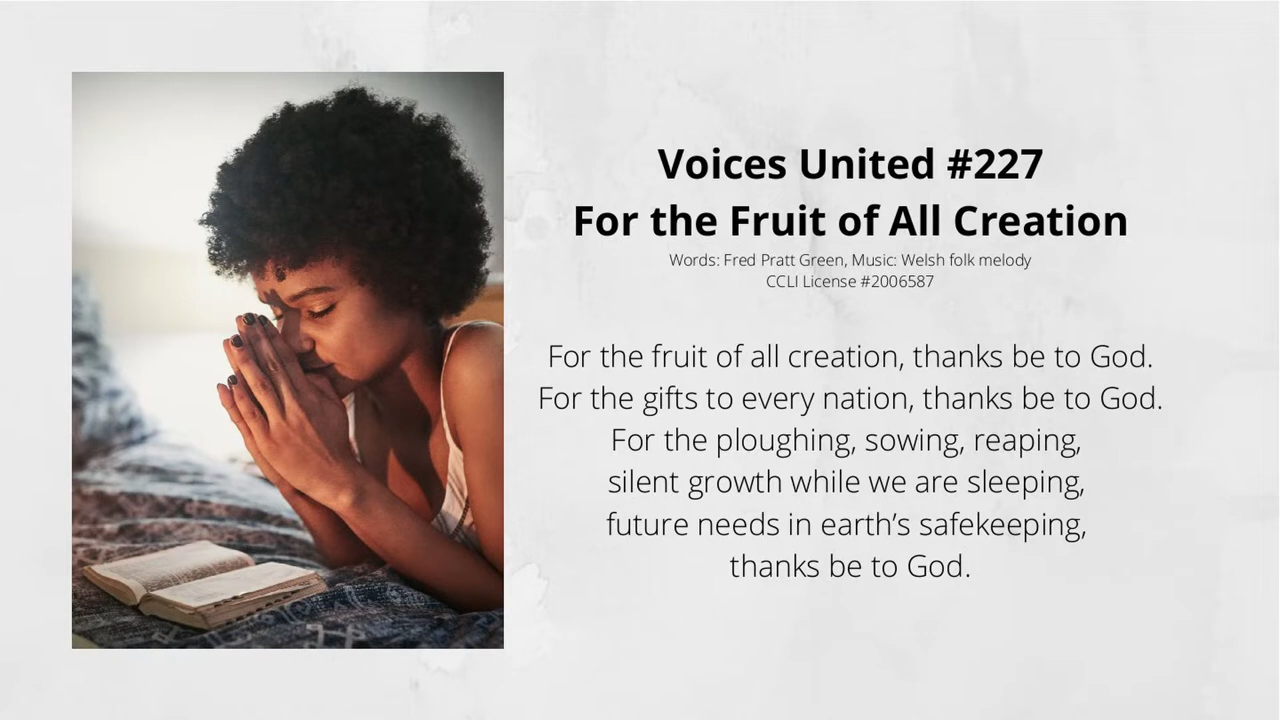 Voices United #227
For the Fruit of All Creation
Words: Fred Pratt Green, Music: Welsh folk melody
CCLI License #2006587
For the fruit of all creation, thanks be to God.
For the gifts to every nation, thanks be to God.
For the ploughing, sowing, reaping,
silent growth while we are sleeping,
future needs in earth’s safekeeping,
thanks be to God.